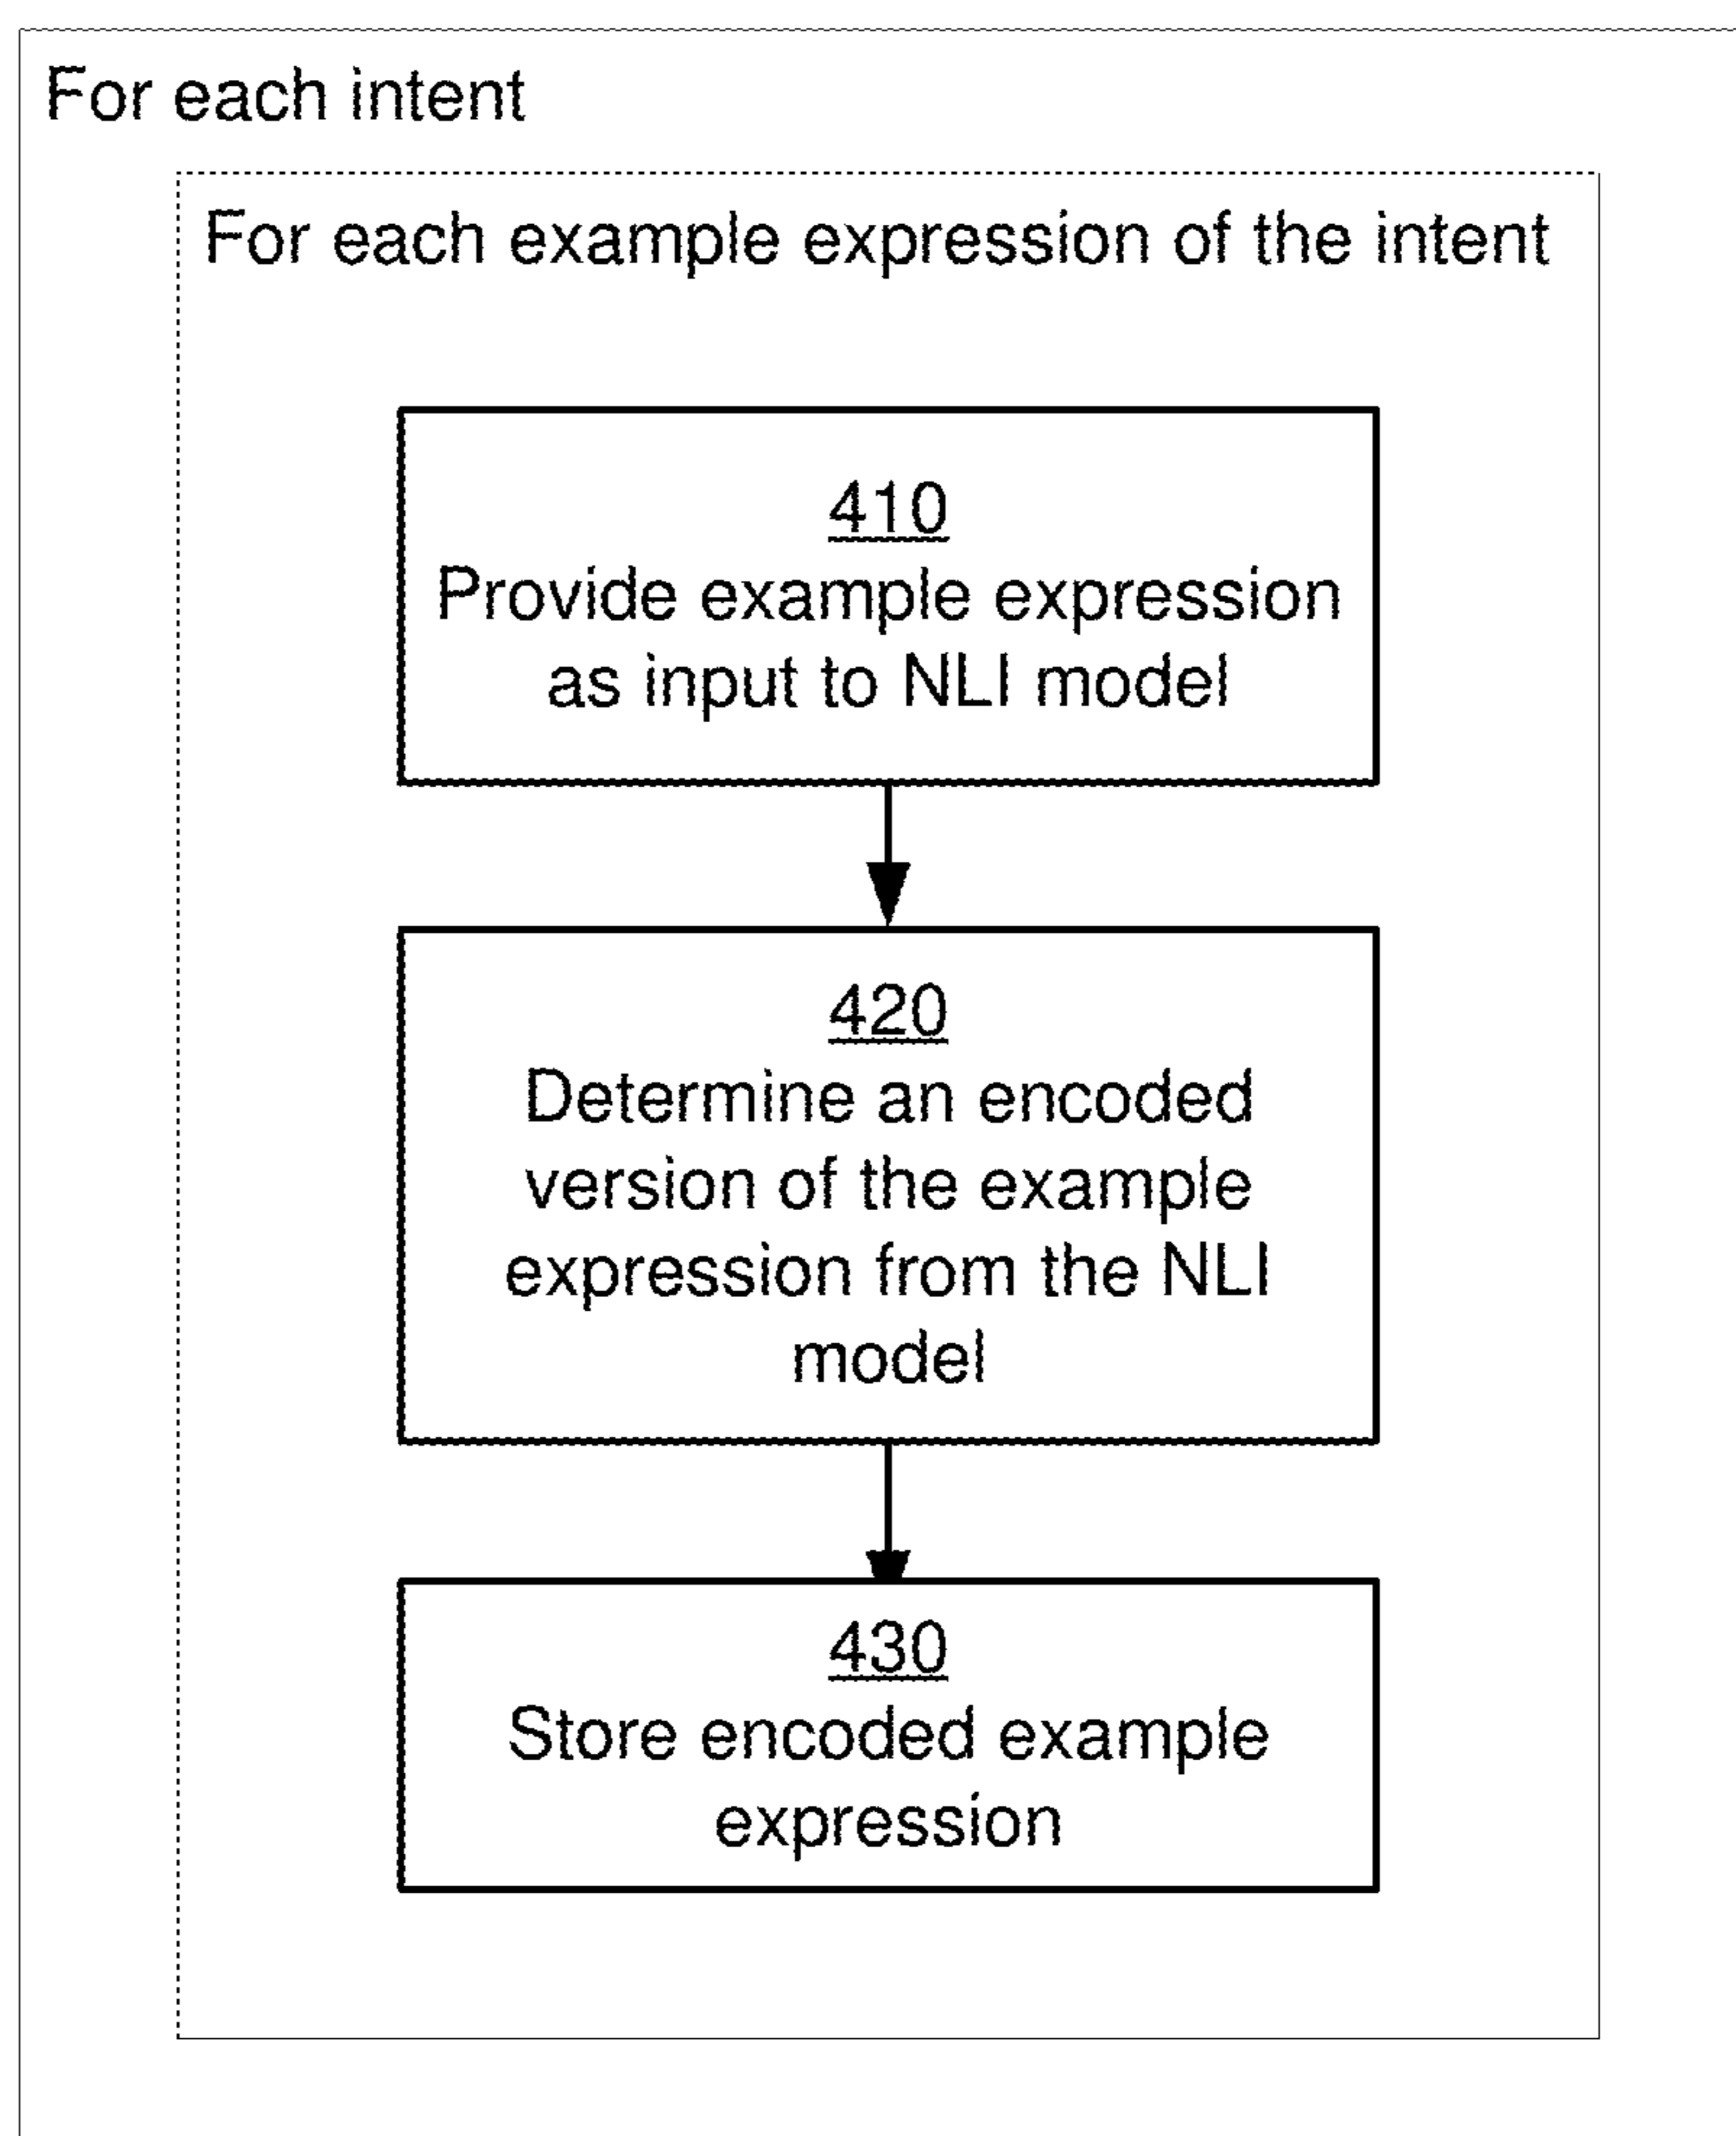 For each intent
For each example expression of the intent
410
Provide example expression
as input to NLI model
420
Determine an encoded
version of the example
expression from the NLI
model
430
Store encoded example
expression